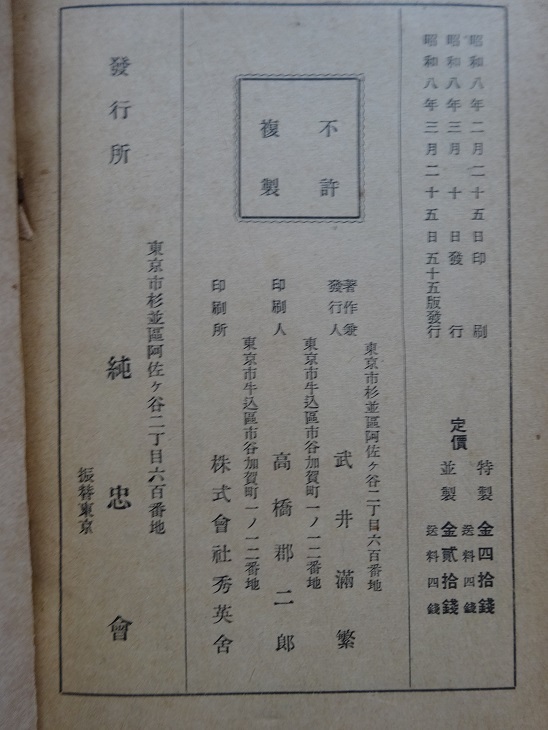 昭和八年二月二十五日印刷
昭和八年三月十日發行
昭和八年三月二十五日五十五版發行
定價
特製 金四拾錢
送料四錢
並製 金貳拾錢
送料四錢
不許
複製
東京市杉並區阿佐ヶ谷二丁目六百番地
著作兼
發行人 武井滿繁
東京市牛込區市谷加賀町一ノ一二番地
印刷人 高橋郡二郎
東京市牛込區市谷加賀町一ノ一二番地
印刷所 株式會社秀英舍
東京市杉並區阿佐ヶ谷二丁目六百番地
發行所 純忠會
振替東京